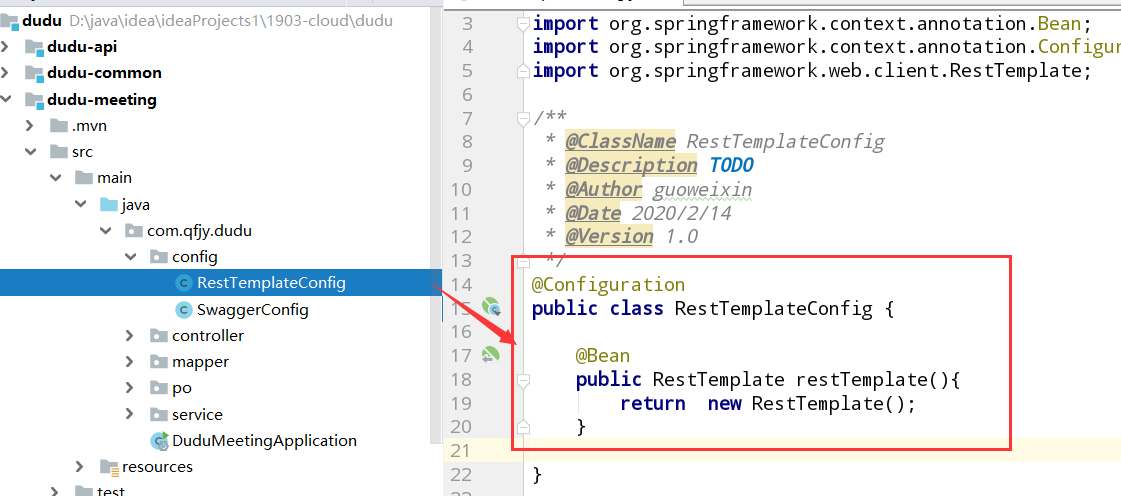 dudu D:\java\idea\ideaProjects1\1903-cloud\dudu
dudu-api
dudu-common
dudu-meeting
.mvn
src
main
java
com.qfjy.dudu
config
RestTemplateConfig
SwaggerConfig
controller
mapper
po
service
DuduMeetingApplication
resources
test
3 import org.springframework.context.annotation.Bean;
4 import org.springframework.context.annotation.Configur
5 import org.springframework.web.client.RestTemplate;
6
7 /**
8 * @ClassName RestTemplateConfig
9 * @Description TODO
10 * @Author guoweixin
11 * @Date 2020/2/14
12 * @Version 1.0
13 */
14 @Configuration
15 public class RestTemplateConfig {
16
17 @Bean
18 public RestTemplate restTemplate(){
19 return  new RestTemplate();
20 }
21
22 }